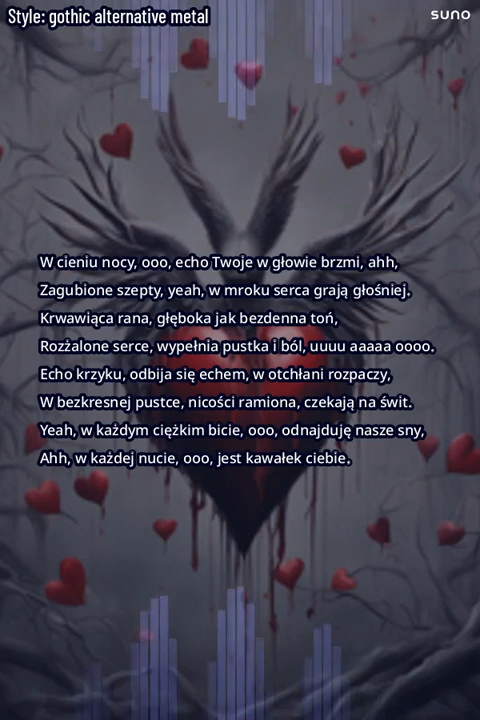 Style: gothic alternative metal
suno
W cieniu nocy, ooo, echo Twoje w głowie brzmi, ahh,
Zagubione szepty, yeah, w mroku serca grają głośniej.
Krwawiąca rana, głęboka jak bezdenna toń,
Rozżalone serce, wypełnia pustka i ból, uuuu aaaaa oooo.
Echo krzyku, odbija się echem, w otchłani rozpaczy,
W bezkresnej pustce, nicości ramiona, czekają na świt.
Yeah, w każdym ciężkim bicie, ooo, odnajduję nasze sny,
Ahh, w każdej nucie, ooo, jest kawałek ciebie.